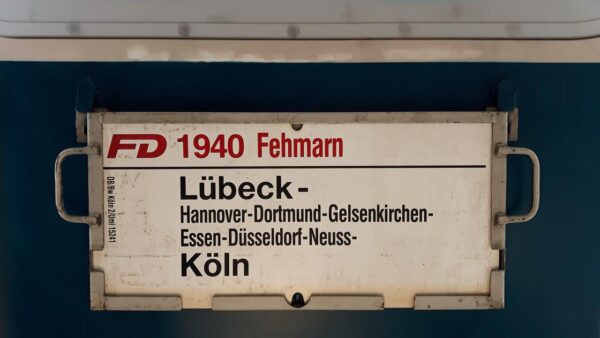 FD 1940 Fehmarn
Lübeck-
Hannover-Dortmund-Gelsenkirchen-
Essen-Düsseldorf-Neuss-
Köln